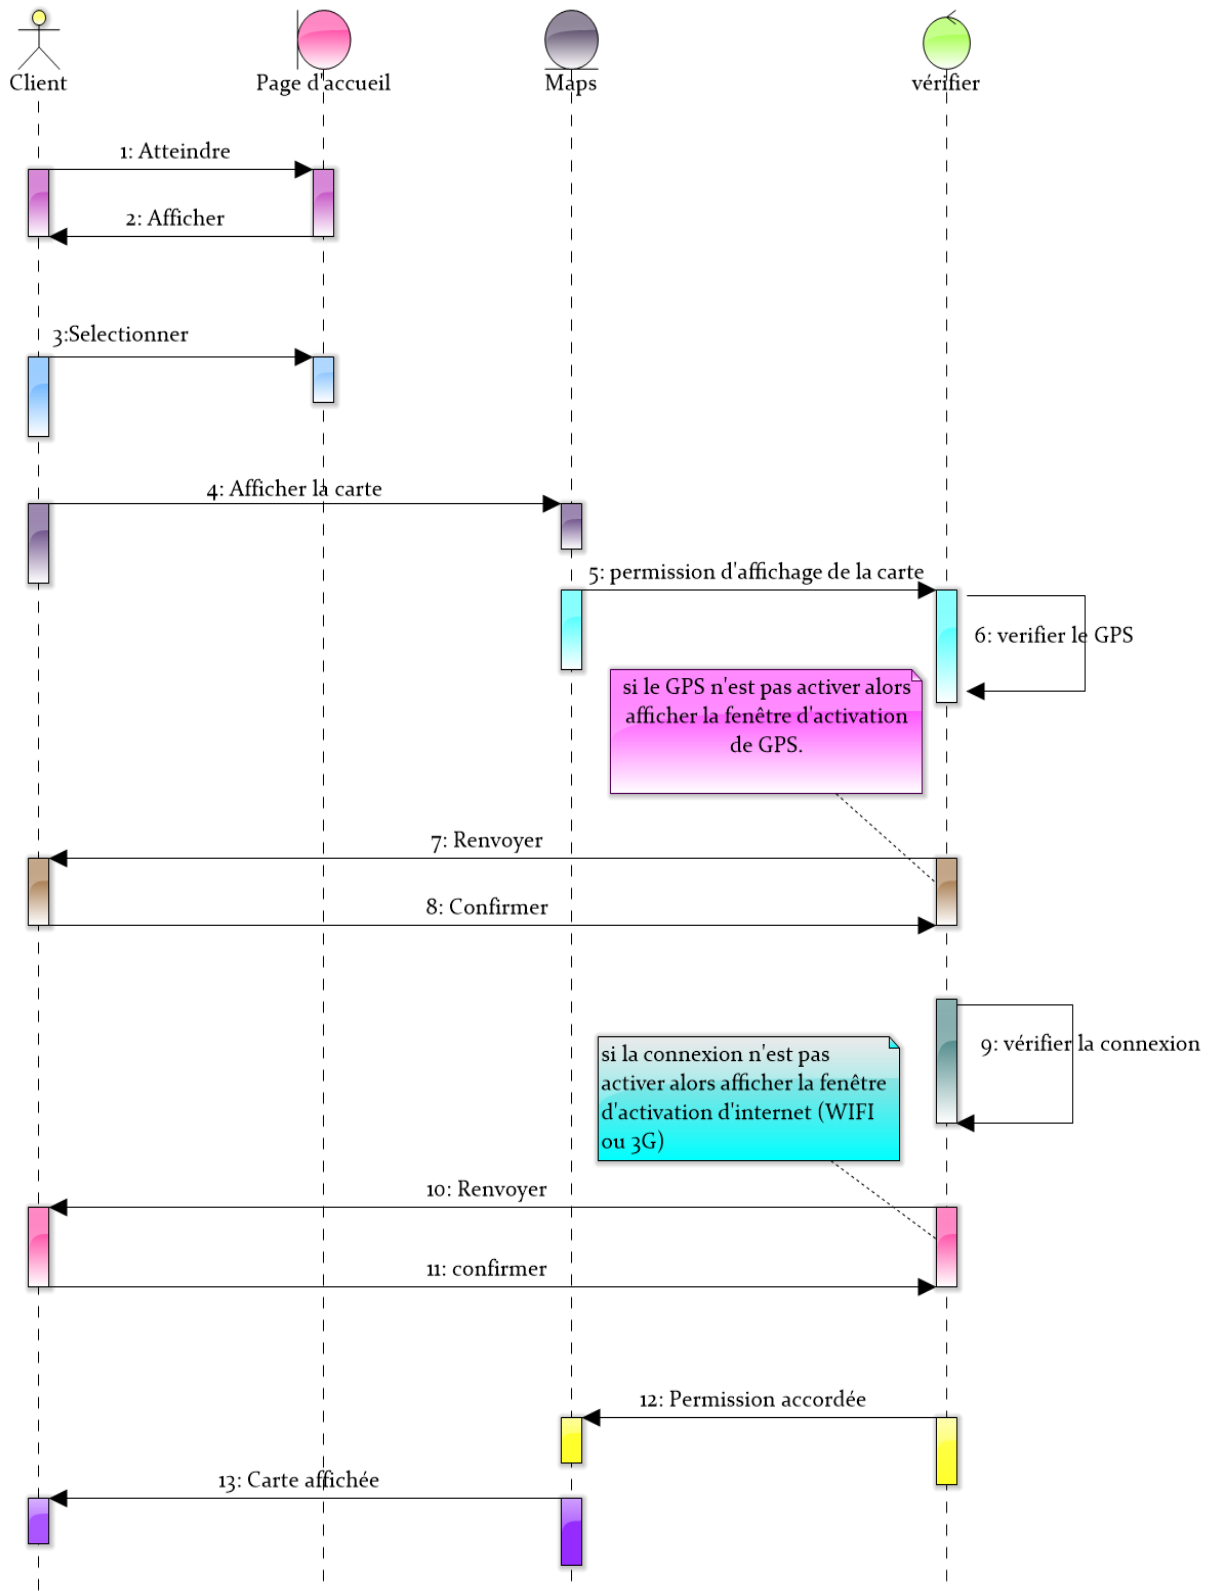 Client
Page d'accueil
Maps
vérifier
1: Atteindre
2: Afficher
3:Selectionner
4: Afficher la carte
5: permission d'affichage de la carte
6: verifier le GPS
si le GPS n'est pas activer alors
afficher la fenêtre d'activation
de GPS.
7: Renvoyer
8: Confirmer
9: vérifier la connexion
si la connexion n'est pas
activer alors afficher la fenêtre
d'activation d'internet (WIFI
ou 3G)
10: Renvoyer
11: confirmer
12: Permission accordée
13: Carte affichée